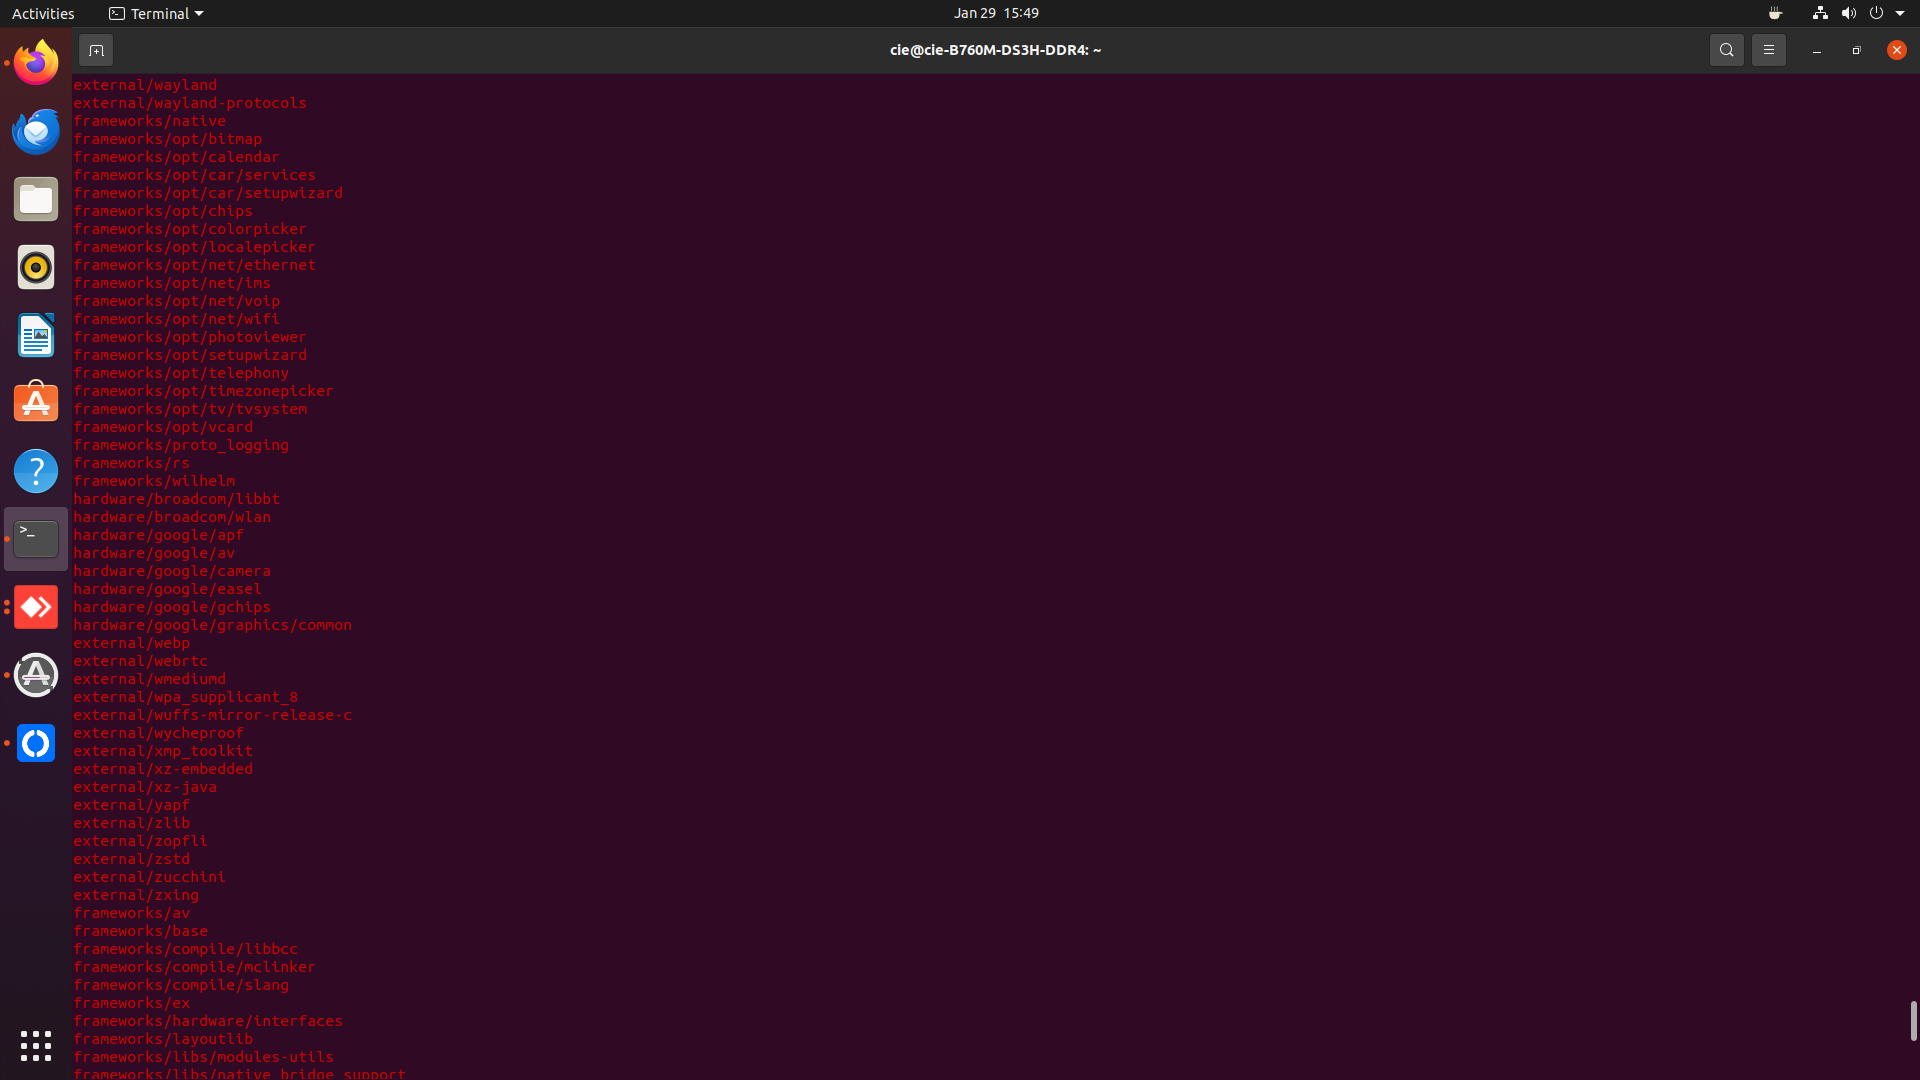 Activities
Terminal
Jan 29 15:49
cie@cie-B760M-DS3H-DDR4: ~
external/wayland
external/wayland-protocols
frameworks/native
frameworks/opt/bitmap
frameworks/opt/calendar
frameworks/opt/car/services
frameworks/opt/car/setupwizard
frameworks/opt/chips
frameworks/opt/colorpicker
frameworks/opt/localepicker
frameworks/opt/net/ethernet
frameworks/opt/net/ims
frameworks/opt/net/voip
frameworks/opt/net/wifi
frameworks/opt/photoviewer
frameworks/opt/setupwizard
frameworks/opt/telephony
frameworks/opt/timezonepicker
frameworks/opt/tv/tvsystem
frameworks/opt/vcard
frameworks/proto_logging
frameworks/rs
frameworks/wilhelm
hardware/broadcom/libbt
hardware/broadcom/wlan
hardware/google/apf
hardware/google/av
hardware/google/camera
hardware/google/easel
hardware/google/gchips
hardware/google/graphics/common
external/webp
external/webrtc
external/wmediumd
external/wpa_supplicant_8
external/wuffs-mirror-release-c
external/wycheproof
external/xmp_toolkit
external/xz-embedded
external/xz-java
external/yapf
external/zlib
external/zopfli
external/zstd
external/zucchini
external/zxing
frameworks/av
frameworks/base
frameworks/compile/libbcc
frameworks/compile/mclinker
frameworks/compile/slang
frameworks/ex
frameworks/hardware/interfaces
frameworks/layoutlib
frameworks/libs/modules-utils
frameworks/libs/native_bridge_support